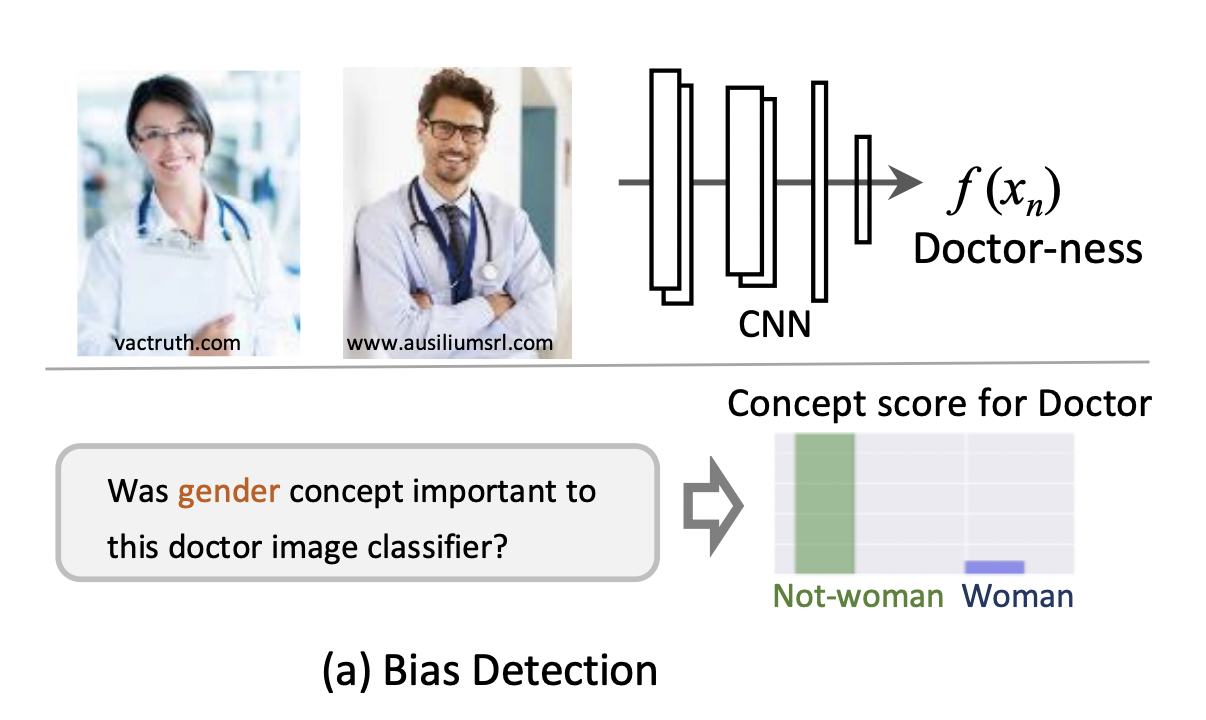 vactruth.com
www.ausiliumsrl.com
CNN
f(xₙ)
Doctor-ness
Concept score for Doctor
Was gender concept important to
this doctor image classifier?
Not-woman
Woman
(a) Bias Detection